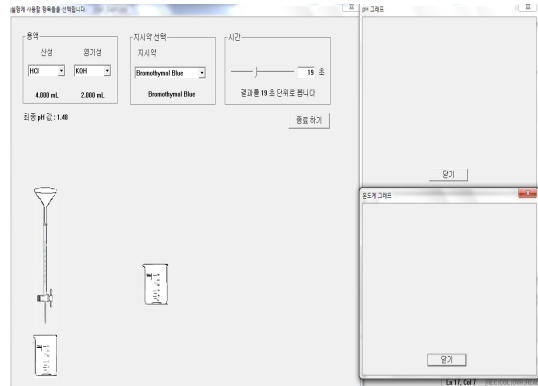 실험에 사용할 항목들을 선택합니다.
pH 그래프
용액
산성 염기성
HCl KOH
4.000 mL 2.000 mL
지시약 선택
지시약
Bromothymol Blue
Bromothymol Blue
시간
19 초
결과를 19 초 단위로 봅니다
최종 pH 값 : 1.48
종료 하기
닫기
온도계 그래프
닫기
Ln 17, Col 7